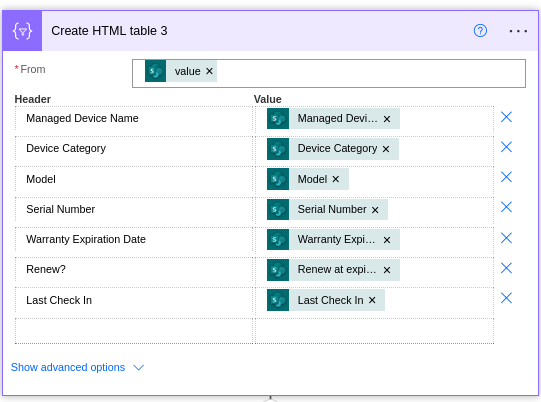 Create HTML table 3
* From
value ×
Header Value
Managed Device Name Managed Devi... ×
Device Category Device Category ×
Model Model ×
Serial Number Serial Number ×
Warranty Expiration Date Warranty Expi... ×
Renew? Renew at expi... ×
Last Check In Last Check In ×
Show advanced options